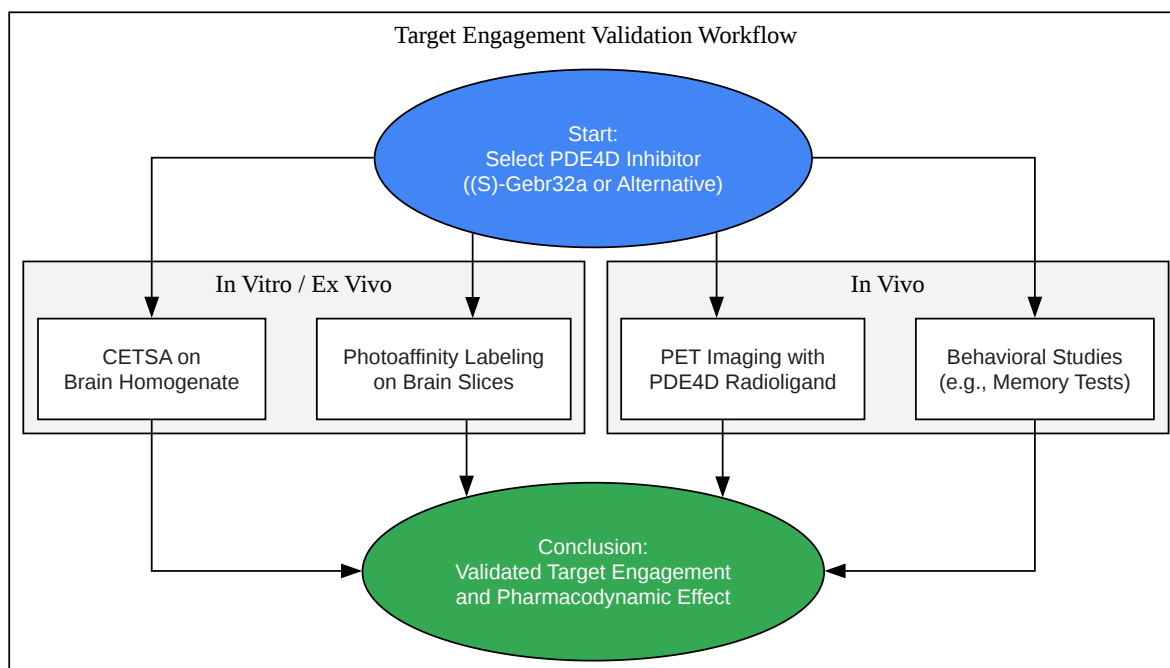 Target Engagement Validation Workflow
Start:
Select PDE4D Inhibitor
((S)-Gebr32a or Alternative)
In Vitro / Ex Vivo
In Vivo
CETSA on
Brain Homogenate
Photoaffinity Labeling
on Brain Slices
PET Imaging with
PDE4D Radioligand
Behavioral Studies
(e.g., Memory Tests)
Conclusion:
Validated Target Engagement
and Pharmacodynamic Effect